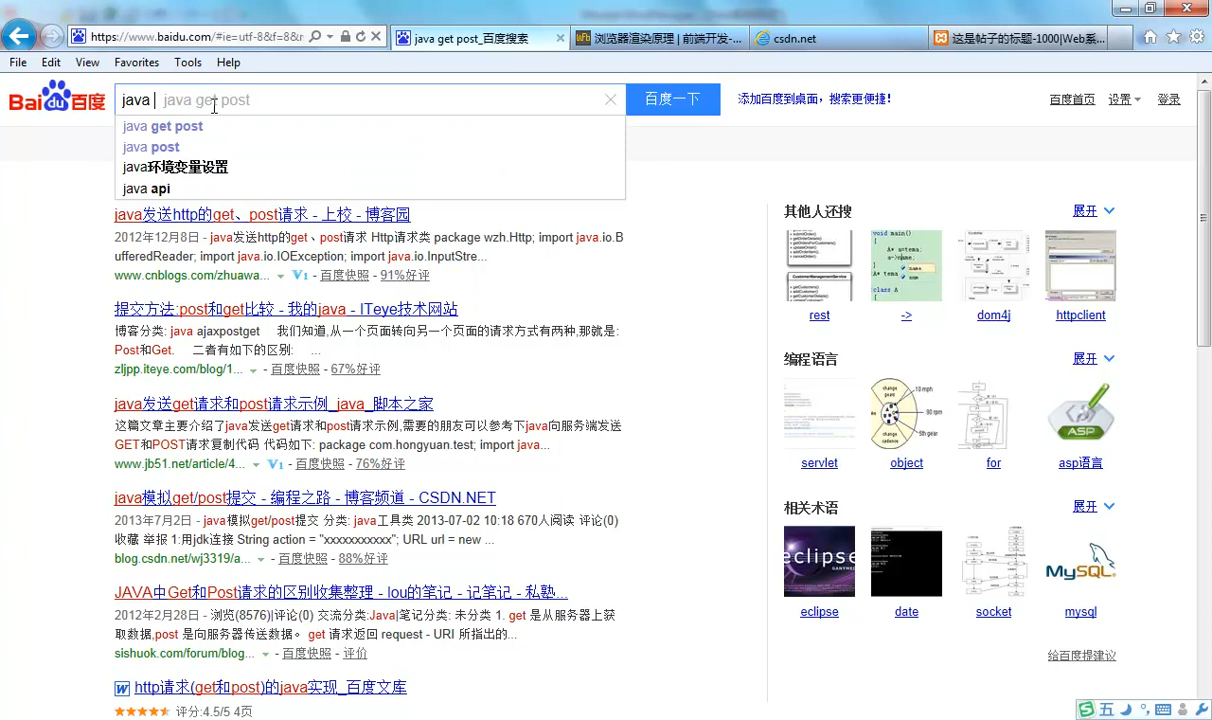 https://www.baidu.com/#ie=utf-8&f=8&
java get post_百度搜索
浏览器渲染原理 | 前端开发-...
csdn.net
这是帖子的标题-1000|Web系...
File Edit View Favorites Tools Help
Bai du 百度
java java get post
百度一下
添加百度到桌面，搜索更便捷！
百度首页 设置 登录
java get post
java post
java环境变量设置
java api
java发送http的get、post请求 - 上校 - 博客园
2012年12月8日 - java发送http的get、post请求 Http请求类 package wzh.Http; import java.io.B
ufferedReader; import java.io.IOException; import java.io.InputStre...
www.cnblogs.com/zhuawa... V1 - 百度快照 - 91%好评
提交方法:post和get比较 - 我的java - ITeye技术网站
博客分类: java ajaxpostget 我们知道,从一个页面转向另一个页面的请求方式有两种,那就是:
Post和Get. 二者有如下的区别: ...
zljpp.iteye.com/blog/1... - 百度快照 - 67%好评
java发送get请求和post请求示例_java_脚本之家
这篇文章主要介绍了java发送get请求和post请求示例,需要的朋友可以参考下java向服务端发送
GET和POST请求复制代码 代码如下: package com.hongyuan.test; import java...
www.jb51.net/article/4... V1 - 百度快照 - 76%好评
java模拟get/post提交 - 编程之路 - 博客频道 - CSDN.NET
2013年7月2日 - java模拟get/post提交 分类: java工具类 2013-07-02 10:18 670人阅读 评论(0)
收藏 举报 1:用jdk连接 String action = "xxxxxxxxxx"; URL url = new ...
blog.csdn.net/wj3319/a... - 百度快照 - 88%好评
JAVA中Get和Post请求的区别收集整理 - lou的笔记 - 记笔记 - 私塾...
2012年2月28日 - 浏览(8576)|评论(0) 交流分类:Java|笔记分类: 未分类 1. get 是从服务器上获
取数据,post 是向服务器传送数据。 get 请求返回 request - URI 所指出的...
sishuok.com/forum/blog... - 百度快照 - 评价
http请求(get和post)的java实现_百度文库
评分:4.5/5 4页
其他人还搜 展开
rest -> dom4j httpclient
编程语言 展开
servlet object for asp语言
相关术语 展开
eclipse date socket mysql
给百度提建议
五